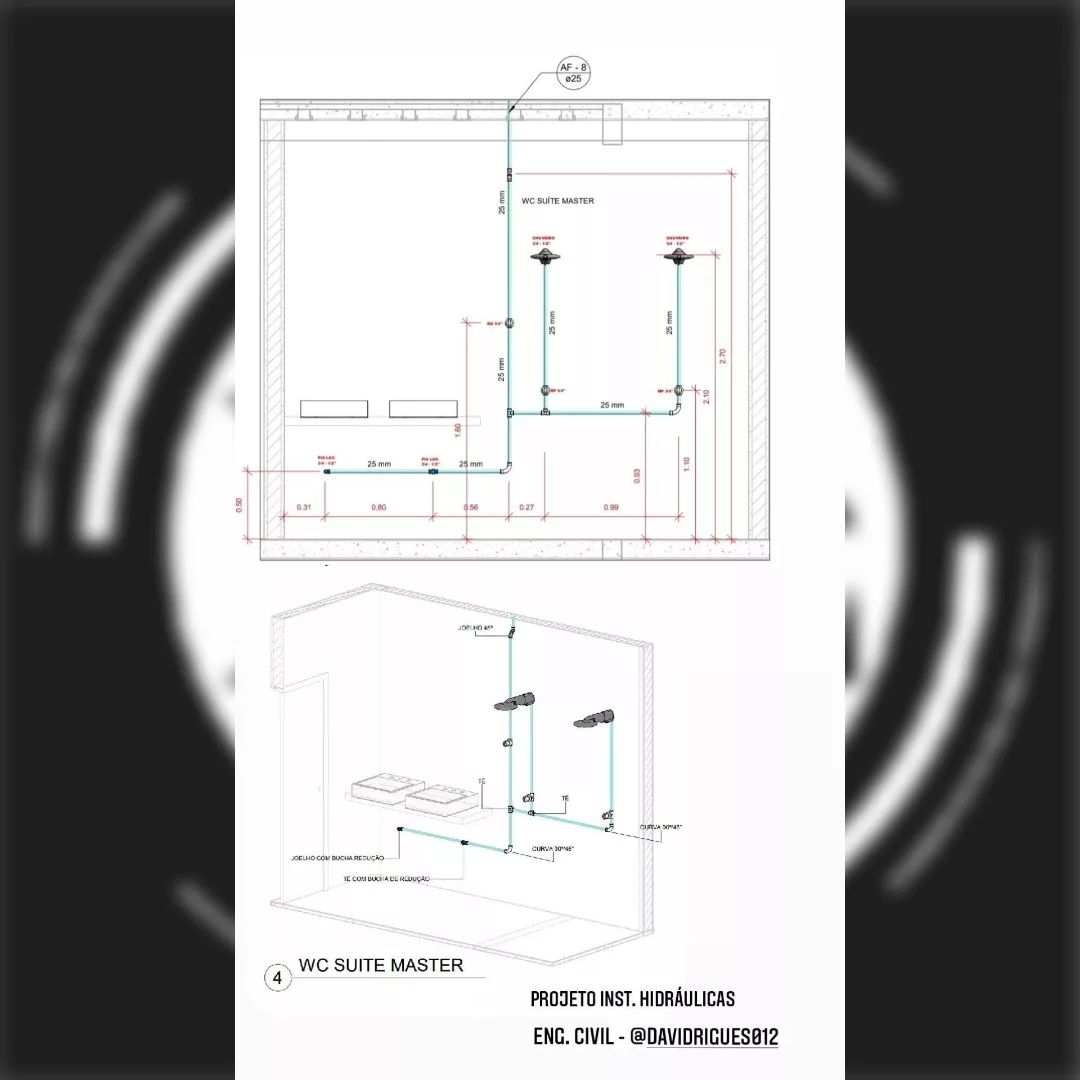 AF - 8
ø25
25 mm
WC SUÍTE MASTER
CHUVEIRO
3/4 - 1/2"
CHUVEIRO
3/4 - 1/2"
25 mm
25 mm
RG 3/4"
2.70
25 mm
2.10
RP 3/4"
RP 3/4"
25 mm
1.60
PIA LAV.
3/4 - 1/2"
25 mm
PIA LAV.
3/4 - 1/2"
25 mm
1.10
0.93
0.50
0.31
0.80
0.56
0.27
0.99
JOELHO 45º
TÊ
TÊ
CURVA 90º/45°
CURVA 90º/45°
JOELHO COM BUCHA REDUÇÃO
TÊ COM BUCHA DE REDUÇÃO
4
WC SUITE MASTER
PROJETO INST. HIDRÁULICAS
ENG. CIVIL - @DAVIDRIGUES012